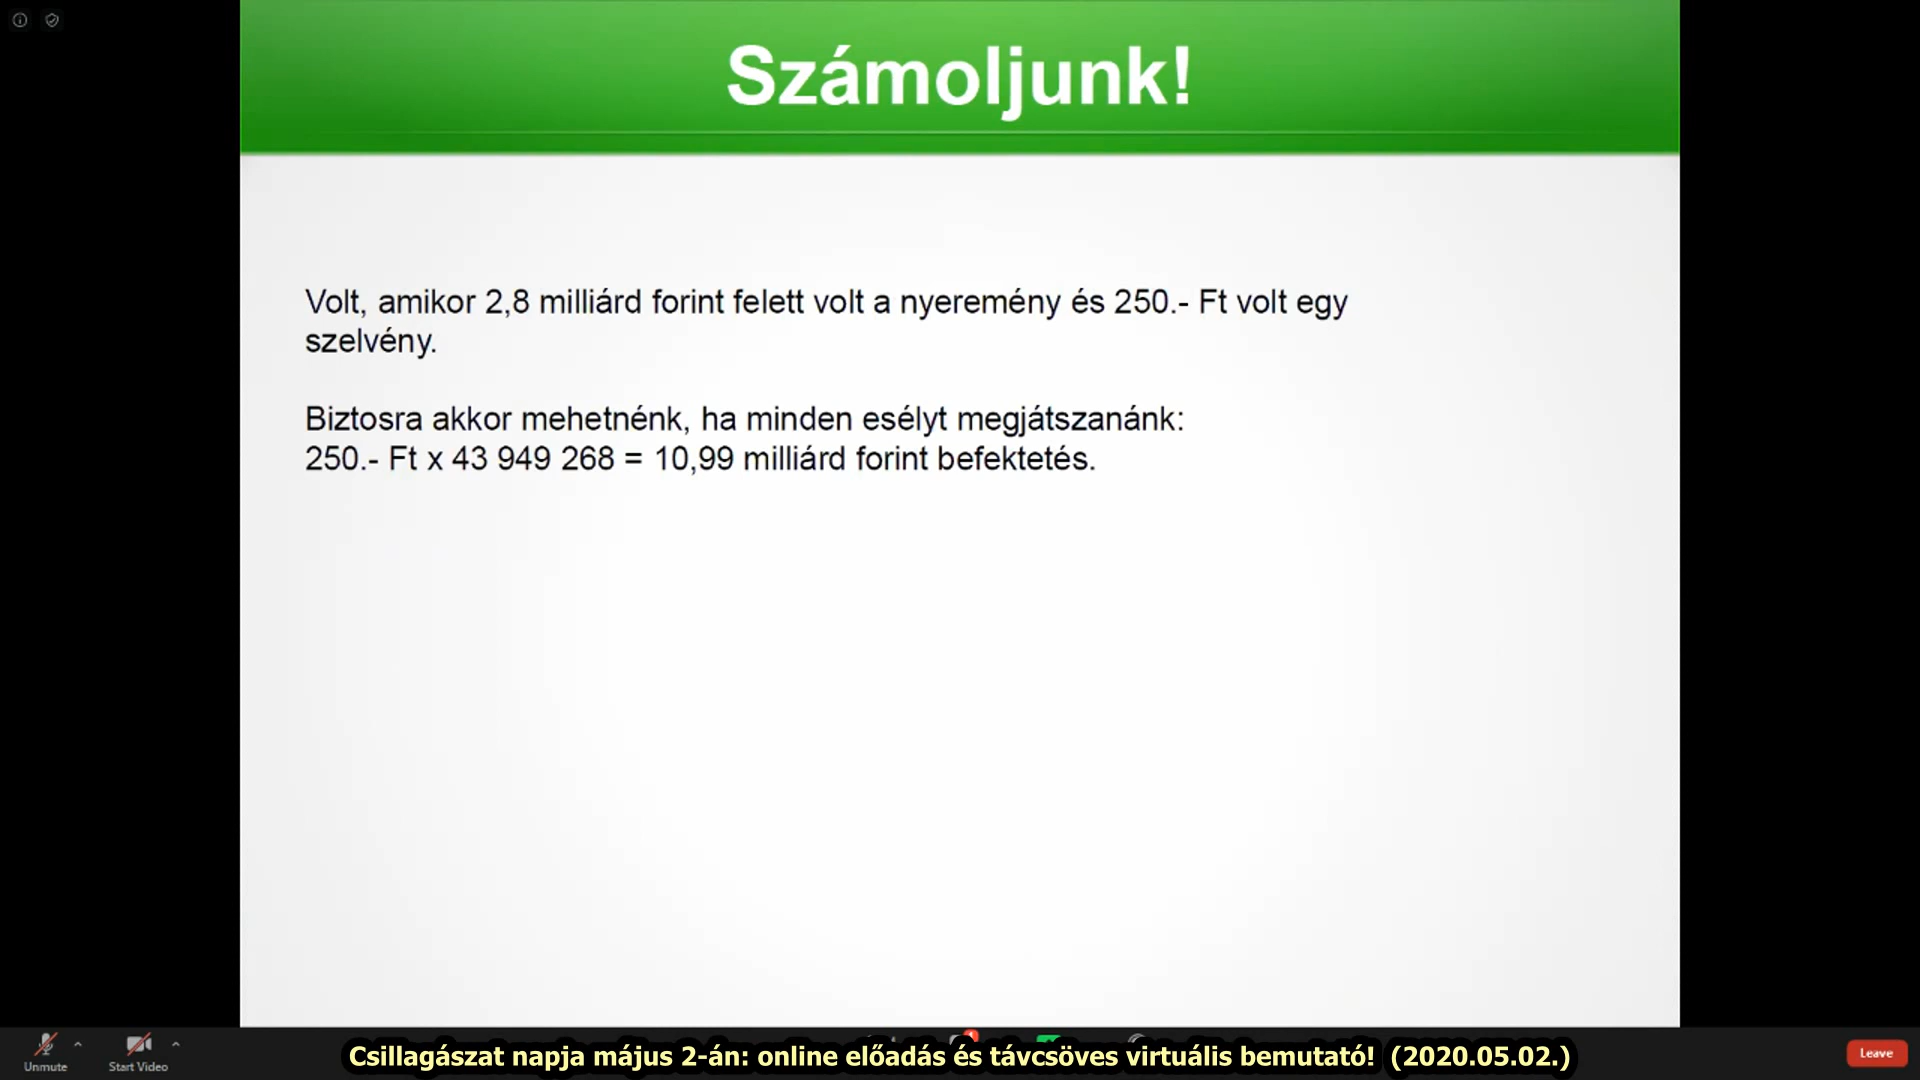 Számoljunk!
Volt, amikor 2,8 milliárd forint felett volt a nyeremény és 250.- Ft volt egy
szelvény.
Biztosra akkor mehetnénk, ha minden esélyt megjátszanánk:
250.- Ft x 43 949 268 = 10,99 milliárd forint befektetés.
Unmute
Start Video
Csillagászat napja május 2-án: online előadás és távcsöves virtuális bemutató! (2020.05.02.)
Leave